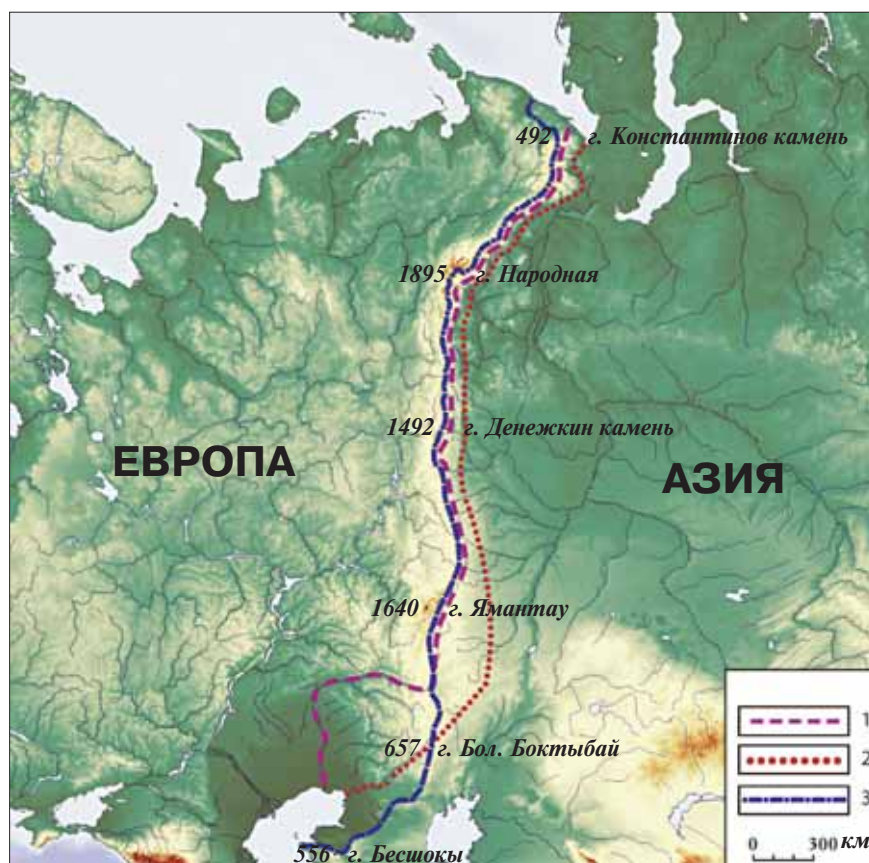 492 г. Константинов камень
1895 г. Народная
1492 г. Денежкин камень
ЕВРОПА
АЗИЯ
1640 г. Ямантау
657 г. Бол. Боктыбай
556 г. Бесшокы
1
2
3
0 300 км